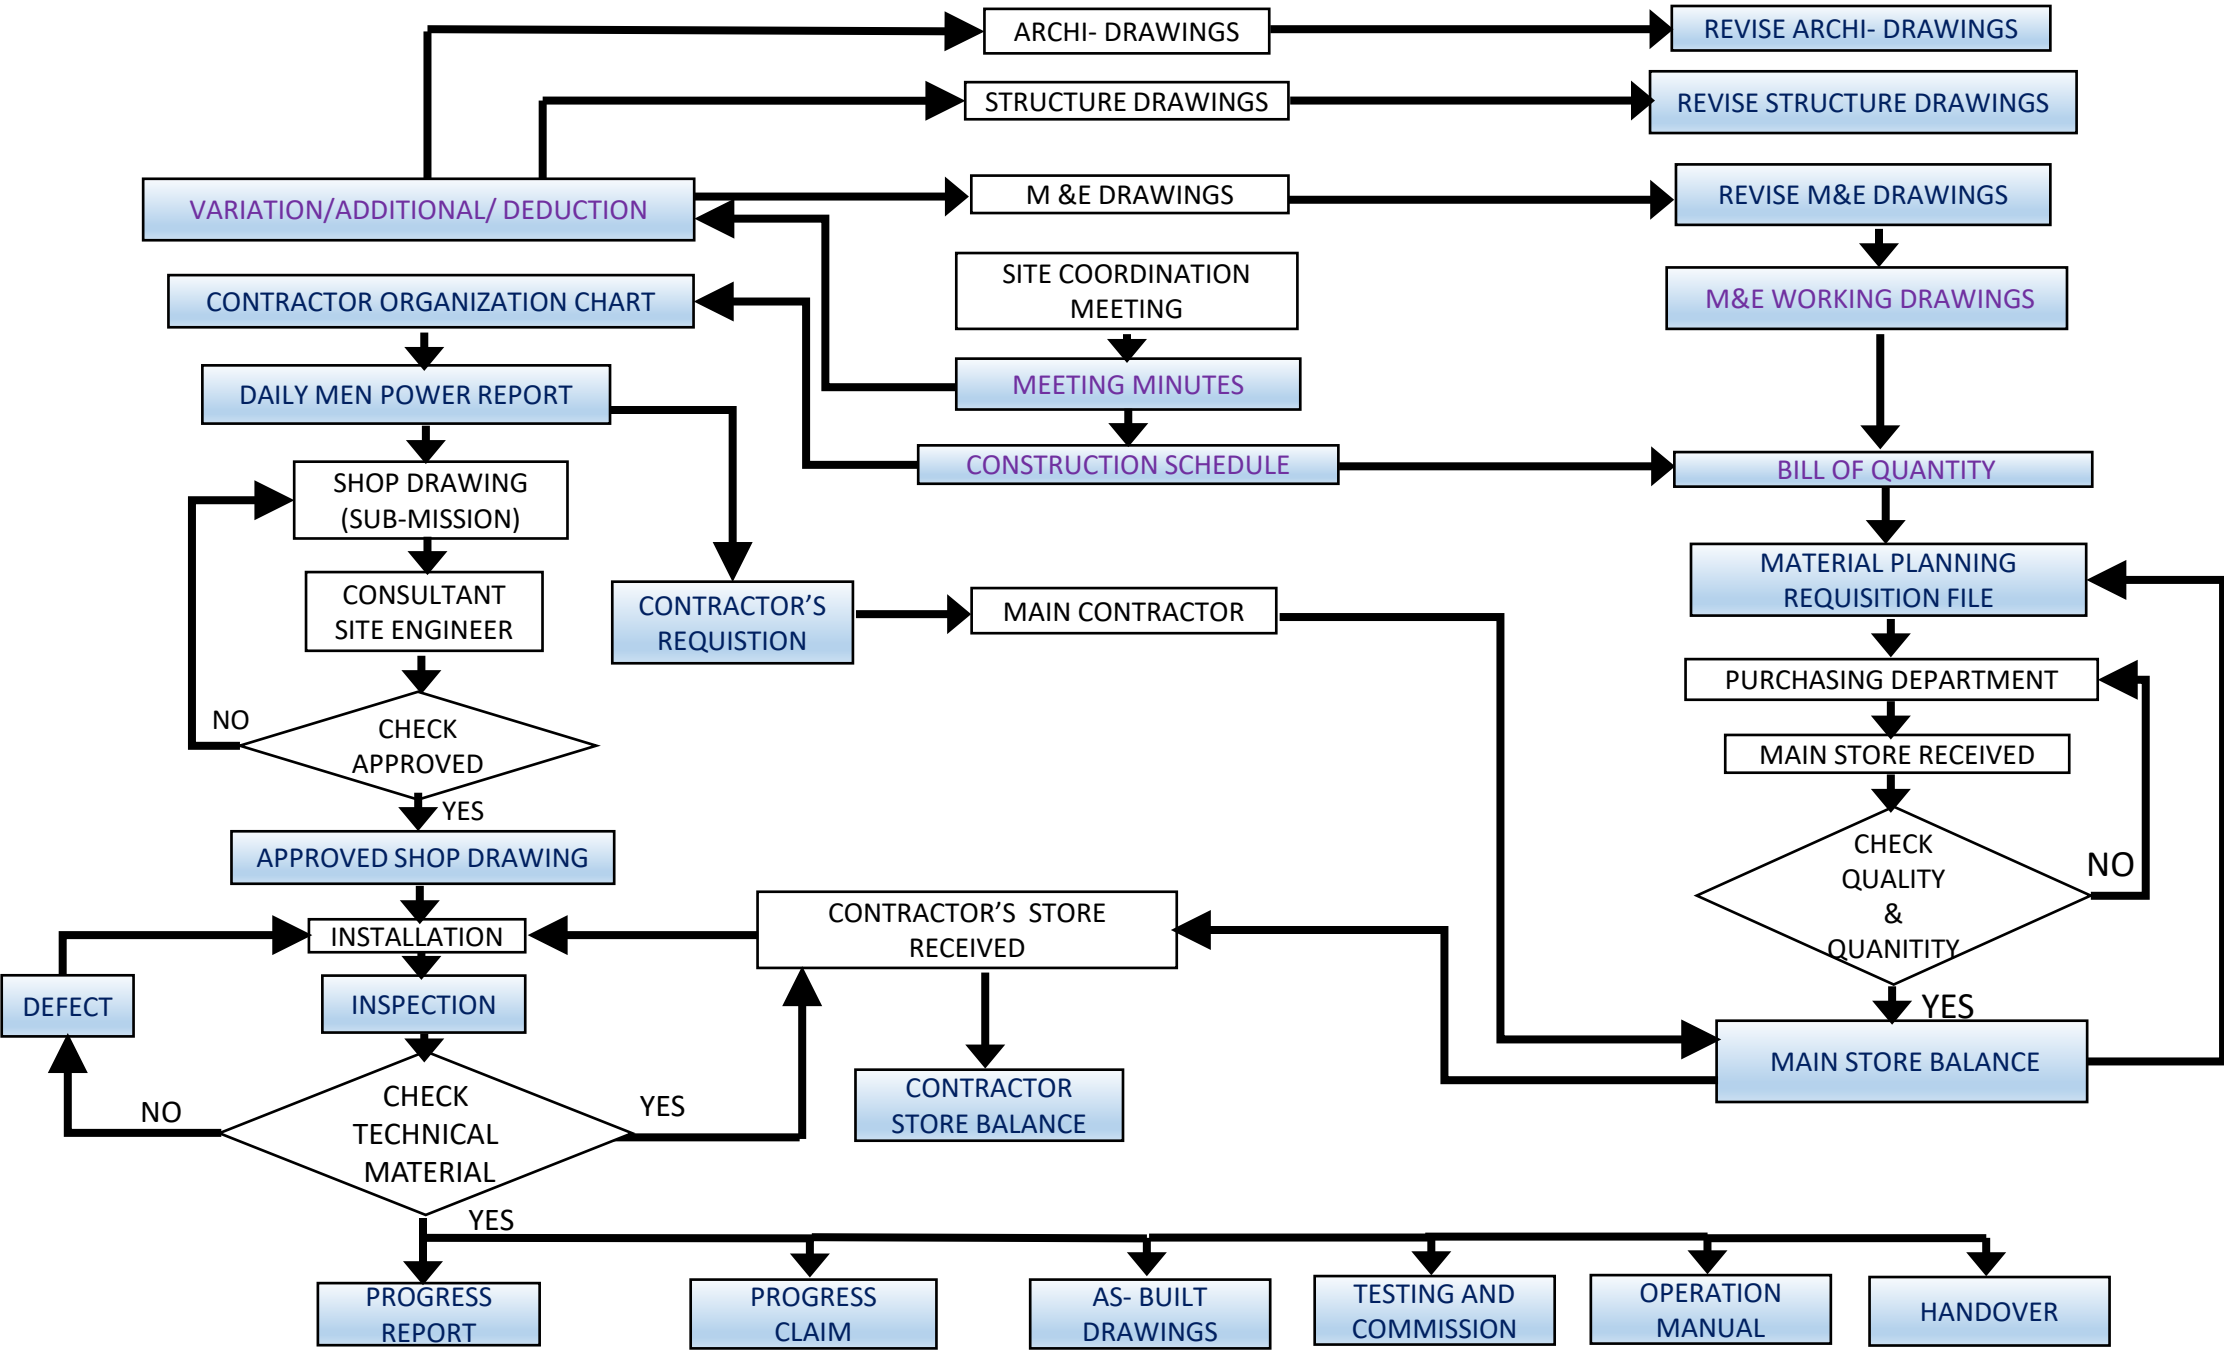 ARCHI- DRAWINGS
REVISE ARCHI- DRAWINGS
STRUCTURE DRAWINGS
REVISE STRUCTURE DRAWINGS
VARIATION/ADDITIONAL/ DEDUCTION
M &E DRAWINGS
REVISE M&E DRAWINGS
SITE COORDINATION
MEETING
CONTRACTOR ORGANIZATION CHART
M&E WORKING DRAWINGS
MEETING MINUTES
DAILY MEN POWER REPORT
CONSTRUCTION SCHEDULE
BILL OF QUANTITY
SHOP DRAWING
(SUB-MISSION)
MATERIAL PLANNING
REQUISITION FILE
CONSULTANT
SITE ENGINEER
CONTRACTOR’S
REQUISTION
MAIN CONTRACTOR
PURCHASING DEPARTMENT
NO
CHECK
APPROVED
MAIN STORE RECEIVED
YES
APPROVED SHOP DRAWING
CHECK
QUALITY
&
QUANITITY
NO
CONTRACTOR’S  STORE
RECEIVED
INSTALLATION
DEFECT
INSPECTION
YES
MAIN STORE BALANCE
CONTRACTOR
STORE BALANCE
NO
CHECK
TECHNICAL
MATERIAL
YES
YES
PROGRESS
REPORT
PROGRESS
CLAIM
AS- BUILT
DRAWINGS
TESTING AND
COMMISSION
OPERATION
MANUAL
HANDOVER